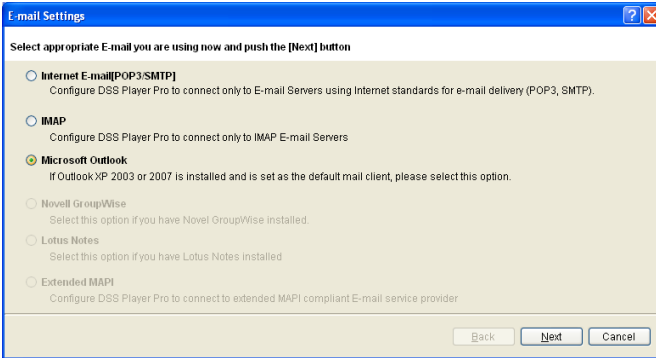 E-mail Settings
Select appropriate E-mail you are using now and push the [Next] button
Internet E-mail[POP3/SMTP]
Configure DSS Player Pro to connect only to E-mail Servers using Internet standards for e-mail delivery (POP3, SMTP).
IMAP
Configure DSS Player Pro to connect only to IMAP E-mail Servers
Microsoft Outlook
If Outlook XP 2003 or 2007 is installed and is set as the default mail client, please select this option.
Novell GroupWise
Select this option if you have Novel GroupWise installed.
Lotus Notes
Select this option if you have Lotus Notes installed
Extended MAPI
Configure DSS Player Pro to connect to extended MAPI compliant E-mail service provider
Back Next Cancel